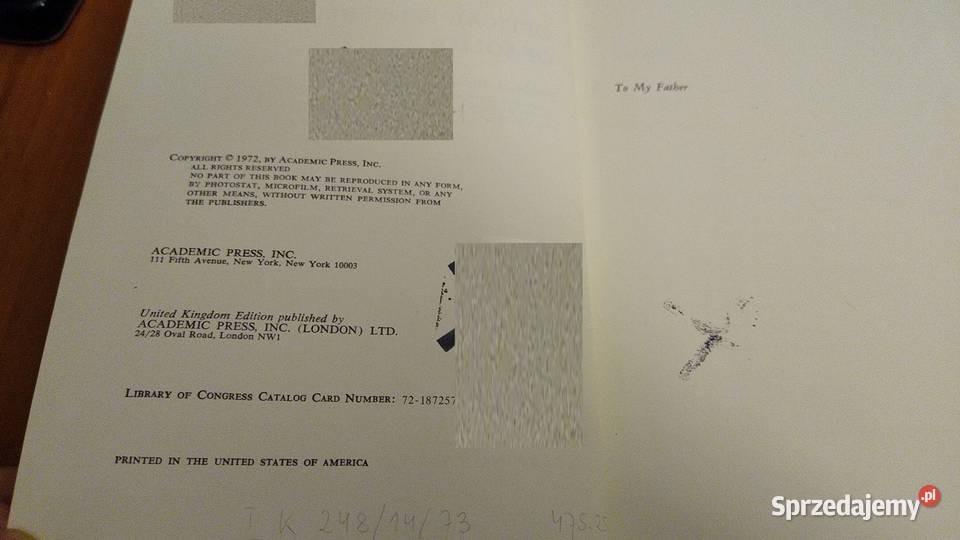 COPYRIGHT © 1972, BY ACADEMIC PRESS, INC.
ALL RIGHTS RESERVED
NO PART OF THIS BOOK MAY BE REPRODUCED IN ANY FORM,
BY PHOTOSTAT, MICROFILM, RETRIEVAL SYSTEM, OR ANY
OTHER MEANS, WITHOUT WRITTEN PERMISSION FROM
THE PUBLISHERS.
ACADEMIC PRESS, INC.
111 Fifth Avenue, New York, New York 10003
United Kingdom Edition published by
ACADEMIC PRESS, INC. (LONDON) LTD.
24/28 Oval Road, London NW1
LIBRARY OF CONGRESS CATALOG CARD NUMBER: 72-187257
PRINTED IN THE UNITED STATES OF AMERICA
I K 248/14/73
To My Father
Sprzedajemy.pl